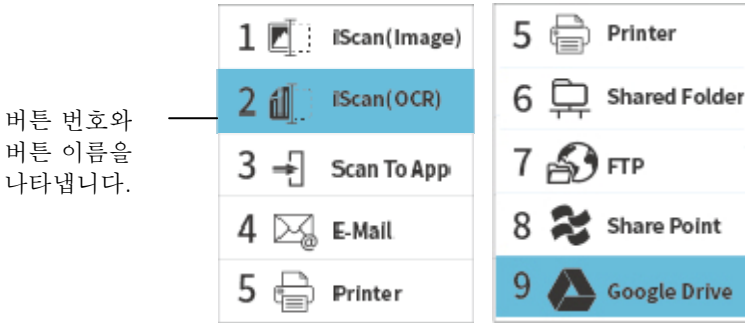 버튼 번호와
버튼 이름을
나타냅니다.
1 iScan(Image)
2 iScan(OCR)
3 Scan To App
4 E-Mail
5 Printer
5 Printer
6 Shared Folder
7 FTP
8 Share Point
9 Google Drive